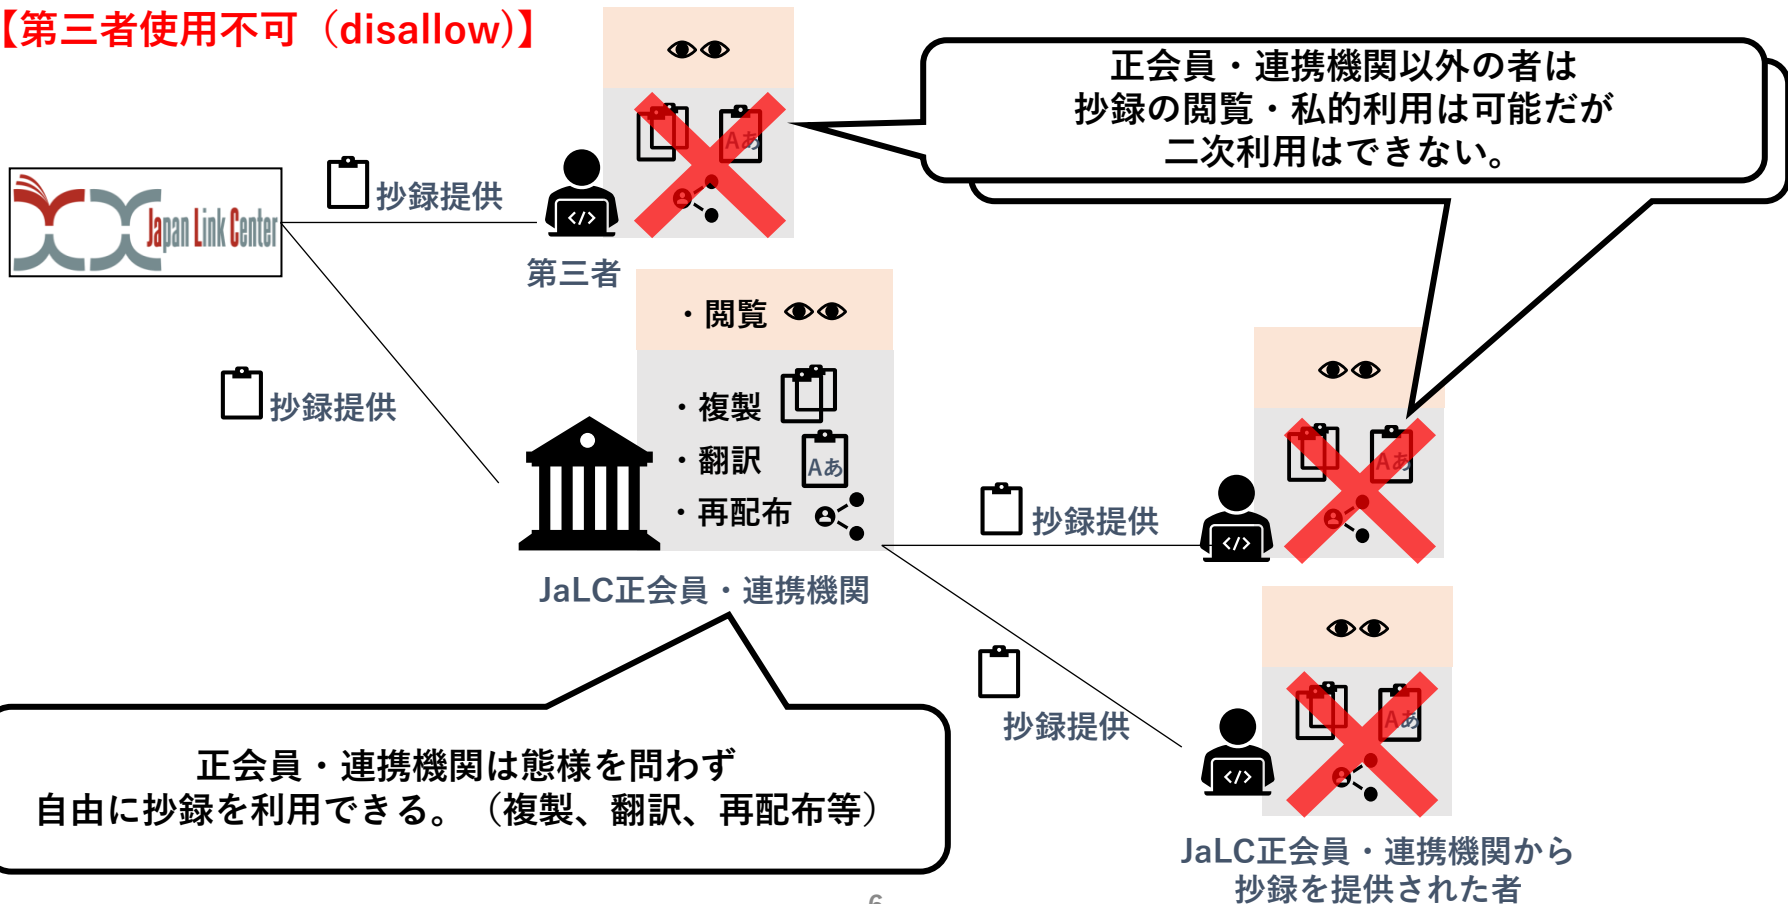 【第三者使用不可（disallow）】
正会員・連携機関以外の者は
抄録の閲覧・私的利用は可能だが
二次利用はできない。
Aあ
抄録提供
Japan Link Center
</>
第三者
・閲覧
抄録提供
・複製
・翻訳
Aあ
・再配布
Aあ
抄録提供
</>
JaLC正会員・連携機関
抄録提供
Aあ
</>
正会員・連携機関は態様を問わず
自由に抄録を利用できる。（複製、翻訳、再配布等）
JaLC正会員・連携機関から
抄録を提供された者
6